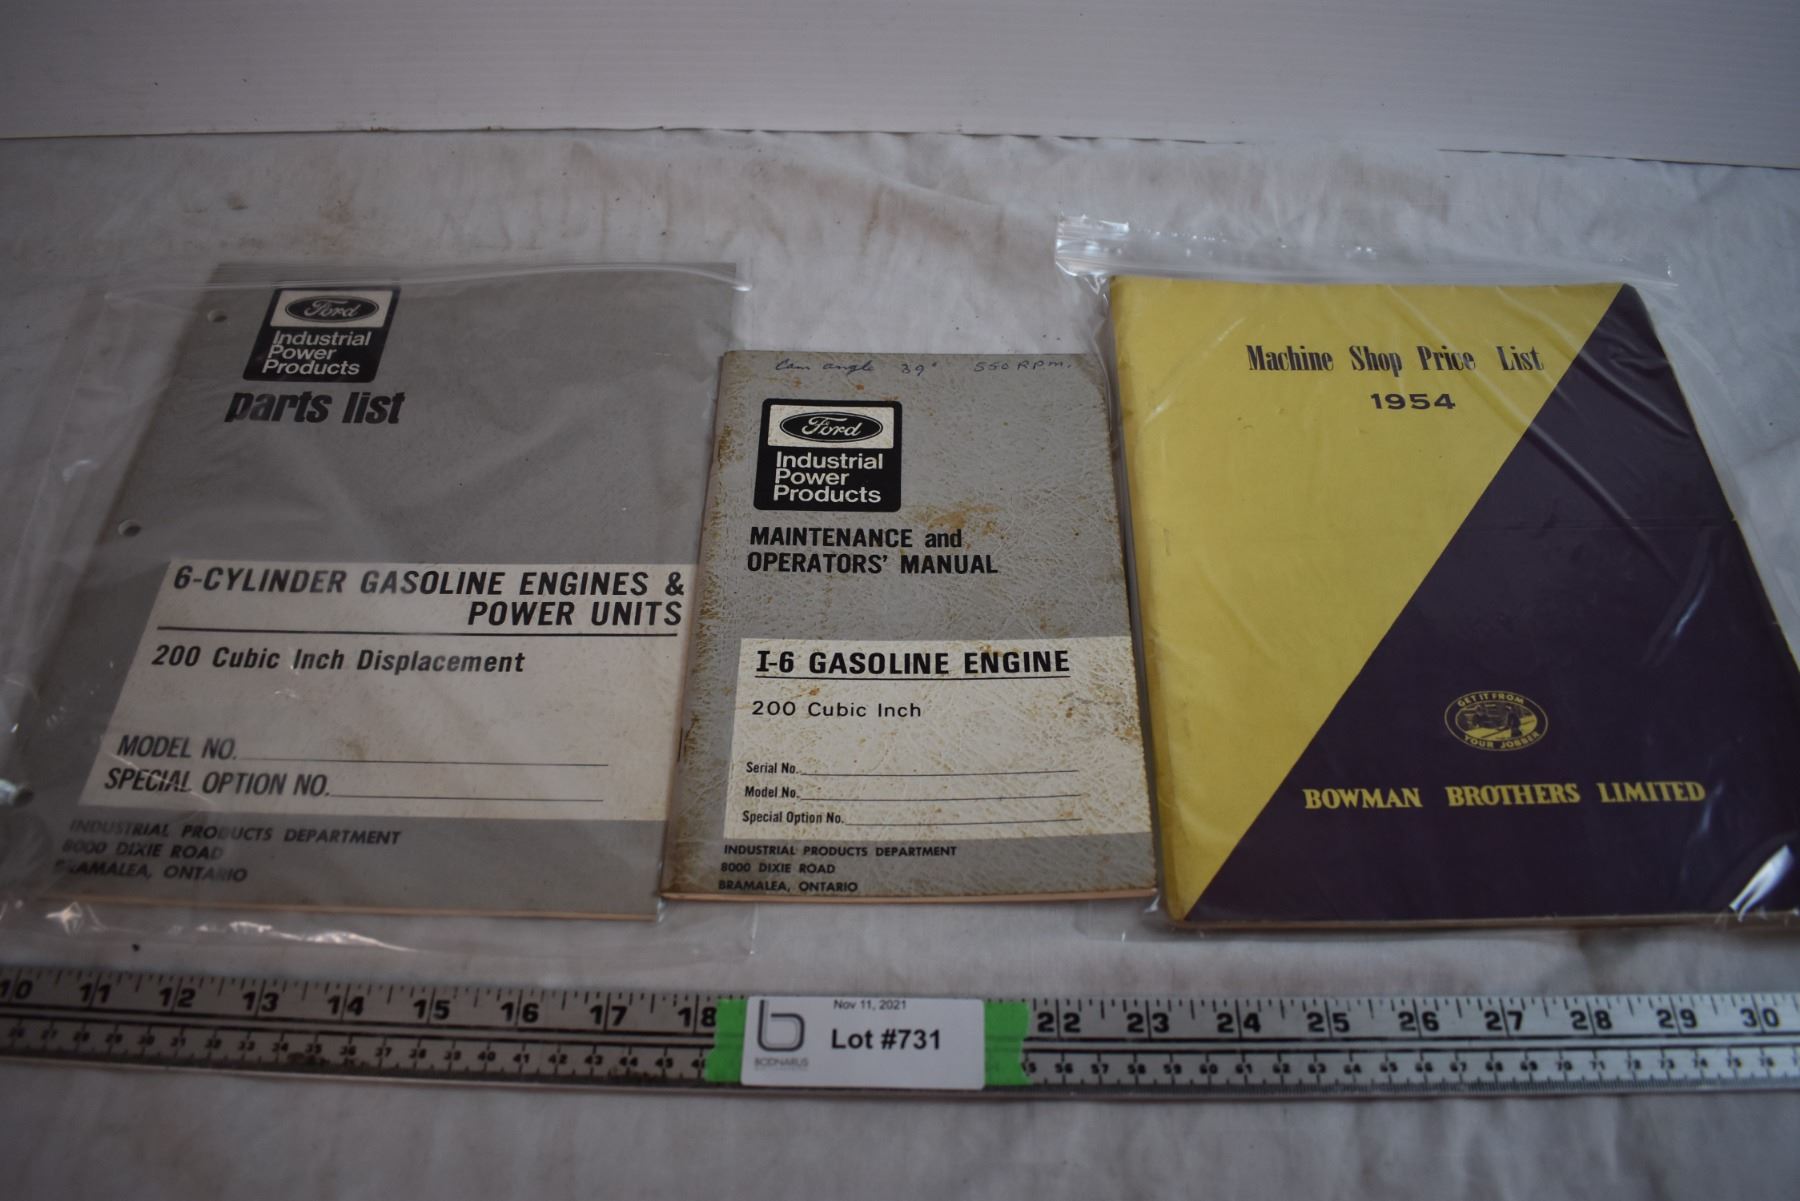 Ford
Industrial
Power
Products
parts list
6-CYLINDER GASOLINE ENGINES &
POWER UNITS
200 Cubic Inch Displacement
MODEL NO.
SPECIAL OPTION NO.
INDUSTRIAL PRODUCTS DEPARTMENT
8000 DIXIE ROAD
BRAMALEA, ONTARIO
Cam angle 39° 550 RPM.
Ford
Industrial
Power
Products
MAINTENANCE and
OPERATORS' MANUAL
I-6 GASOLINE ENGINE
200 Cubic Inch
Serial No.
Model No.
Special Option No.
INDUSTRIAL PRODUCTS DEPARTMENT
8000 DIXIE ROAD
BRAMALEA, ONTARIO
Machine Shop Price List
1954
GET IT FROM
YOUR JOBBER
BOWMAN BROTHERS LIMITED
10 11 12 13 14 15 16 17 18 22 23 24 25 26 27 28 29 30
Nov 11, 2021
Lot #731
b
BODNARUS